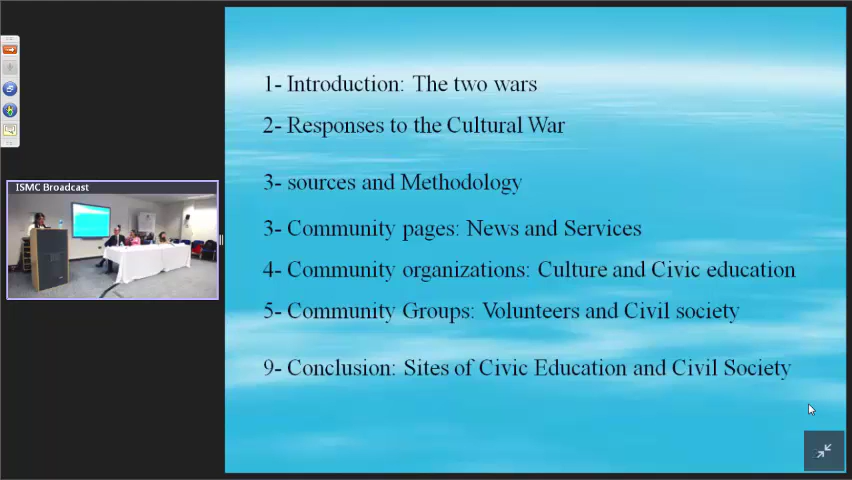 ISMC Broadcast
1- Introduction: The two wars
2- Responses to the Cultural War
3- sources and Methodology
3- Community pages: News and Services
4- Community organizations: Culture and Civic education
5- Community Groups: Volunteers and Civil society
9- Conclusion: Sites of Civic Education and Civil Society